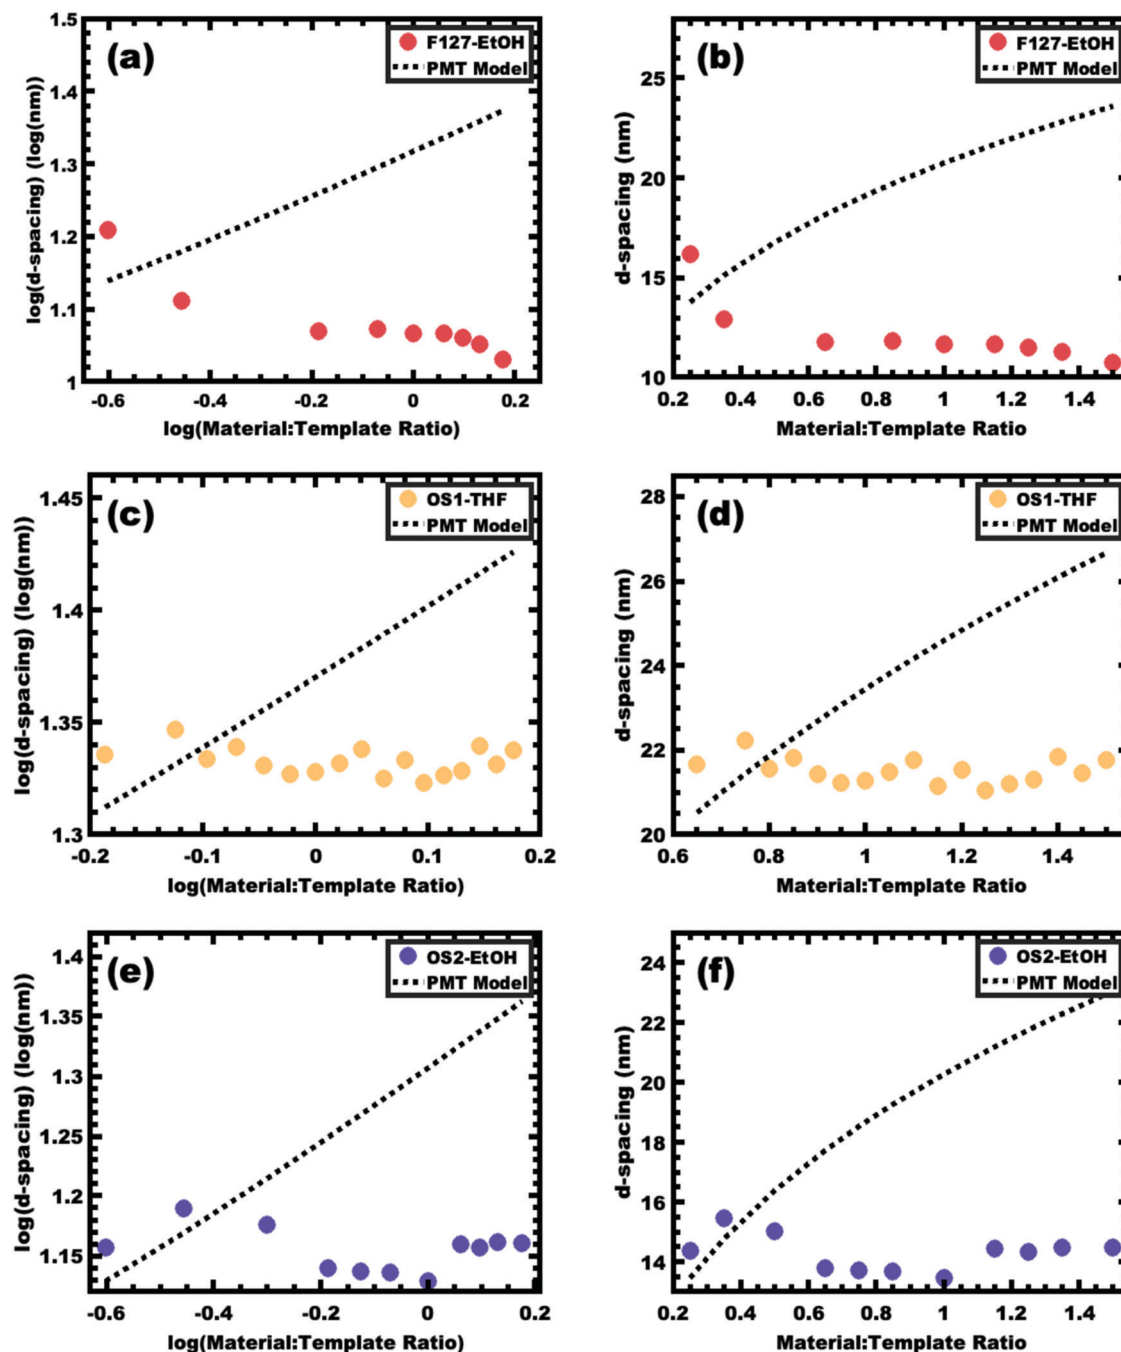 (a)
F127-EtOH
PMT Model
log(d-spacing) (log(nm))
1.5
1.4
1.3
1.2
1.1
1
-0.6
-0.4
-0.2
0
0.2
log(Material:Template Ratio)
(b)
F127-EtOH
PMT Model
d-spacing (nm)
25
20
15
10
0.2
0.4
0.6
0.8
1
1.2
1.4
Material:Template Ratio
(c)
OS1-THF
PMT Model
log(d-spacing) (log(nm))
1.45
1.4
1.35
1.3
-0.2
-0.1
0
0.1
0.2
log(Material:Template Ratio)
(d)
OS1-THF
PMT Model
d-spacing (nm)
28
26
24
22
20
0.6
0.8
1
1.2
1.4
Material:Template Ratio
(e)
OS2-EtOH
PMT Model
log(d-spacing) (log(nm))
1.4
1.35
1.3
1.25
1.2
1.15
-0.6
-0.4
-0.2
0
0.2
log(Material:Template Ratio)
(f)
OS2-EtOH
PMT Model
d-spacing (nm)
24
22
20
18
16
14
0.2
0.4
0.6
0.8
1
1.2
1.4
Material:Template Ratio